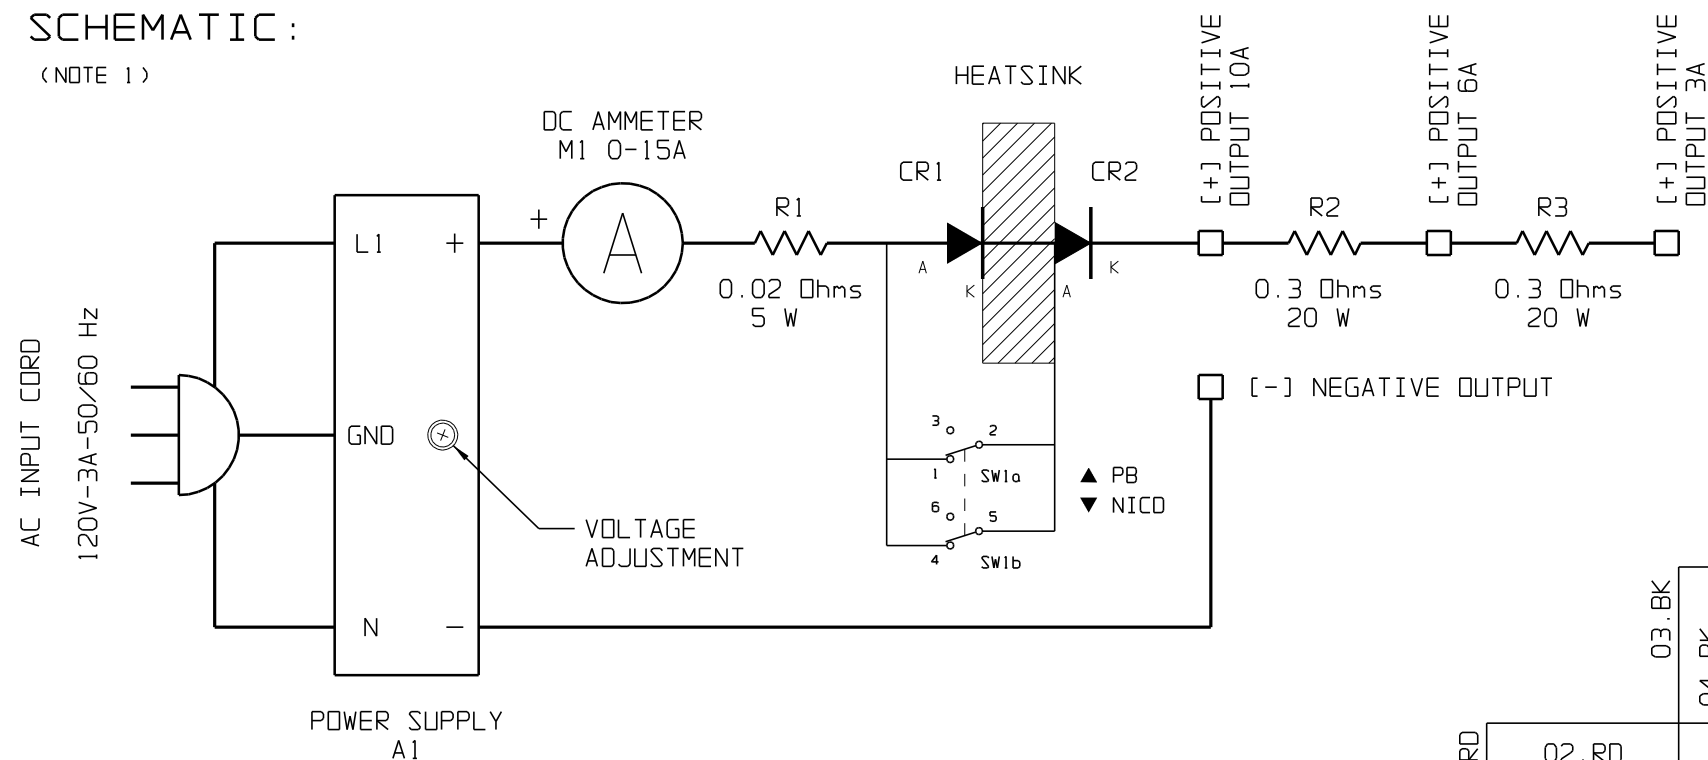 SCHEMATIC:
(NOTE 1)
HEATSINK
DC AMMETER
M1 0-15A
CR1
CR2
[+] POSITIVE
OUTPUT 10A
[+] POSITIVE
OUTPUT 6A
[+] POSITIVE
OUTPUT 3A
L1
+
+
A
R1
R2
R3
A
K
A
K
0.02 Ohms
5 W
0.3 Ohms
20 W
0.3 Ohms
20 W
AC INPUT CORD
120V-3A-50/60 Hz
GND
[-] NEGATIVE OUTPUT
3
2
1
SW1a
6
5
4
SW1b
▲ PB
▼ NICD
VOLTAGE
ADJUSTMENT
N
-
POWER SUPPLY
A1
03.BK
02.RD
RD